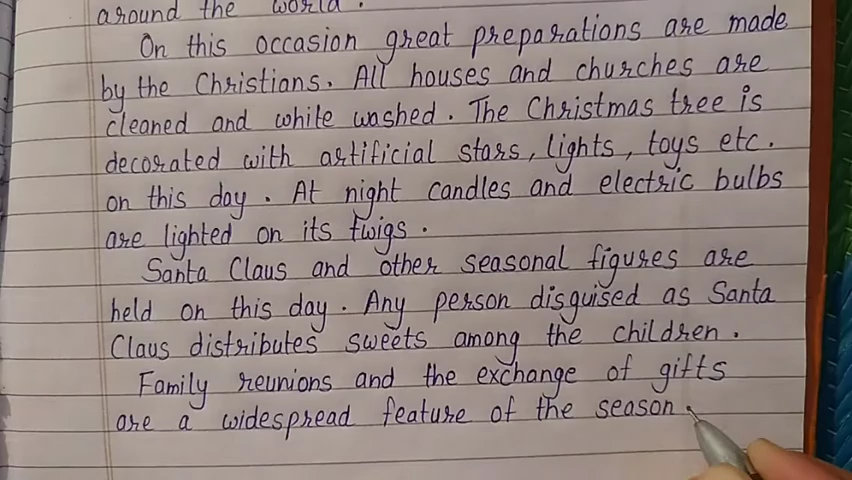 around the world.
On this occasion great preparations are made
by the Christians. All houses and churches are
cleaned and white washed. The Christmas tree is
decorated with artificial stars, lights, toys etc.
on this day. At night candles and electric bulbs
are lighted on its twigs.
Santa Claus and other seasonal figures are
held on this day. Any person disguised as Santa
Claus distributes sweets among the children.
Family reunions and the exchange of gifts
are a widespread feature of the season.